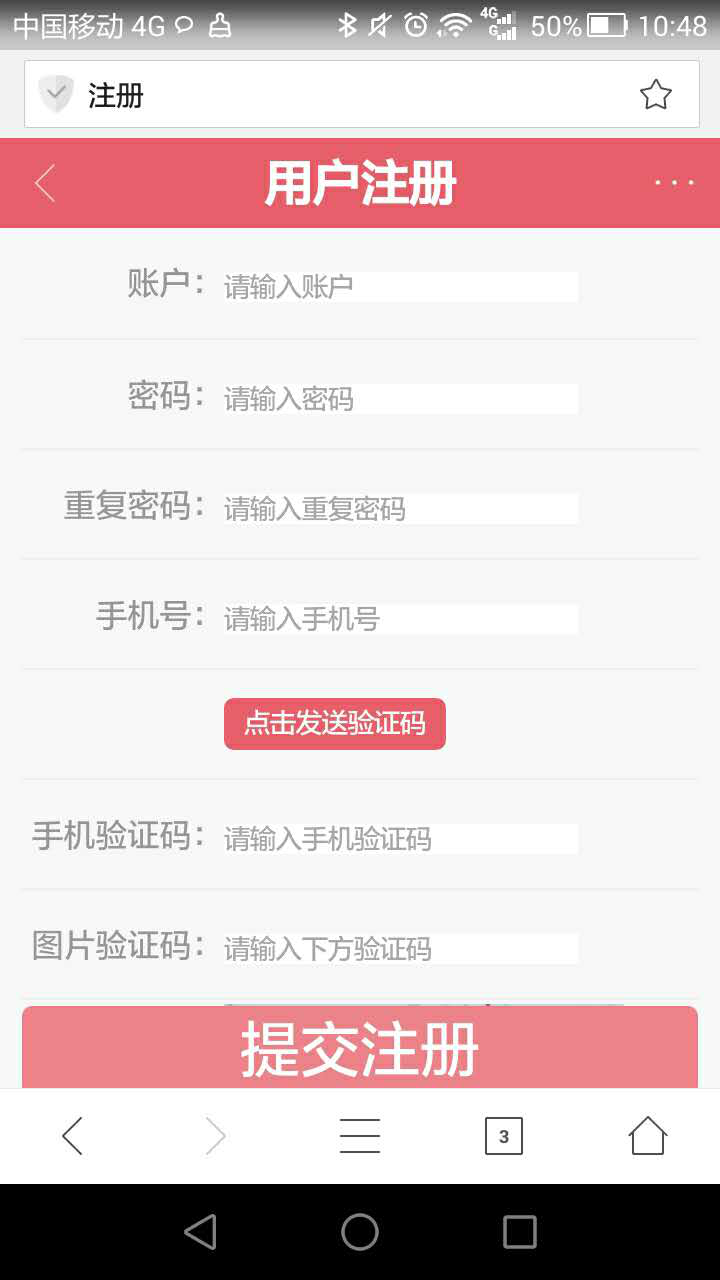 中国移动 4G 4G G 50% 10:48
注册
用户注册
账户： 请输入账户
密码： 请输入密码
重复密码： 请输入重复密码
手机号： 请输入手机号
点击发送验证码
手机验证码： 请输入手机验证码
图片验证码： 请输入下方验证码
提交注册
3